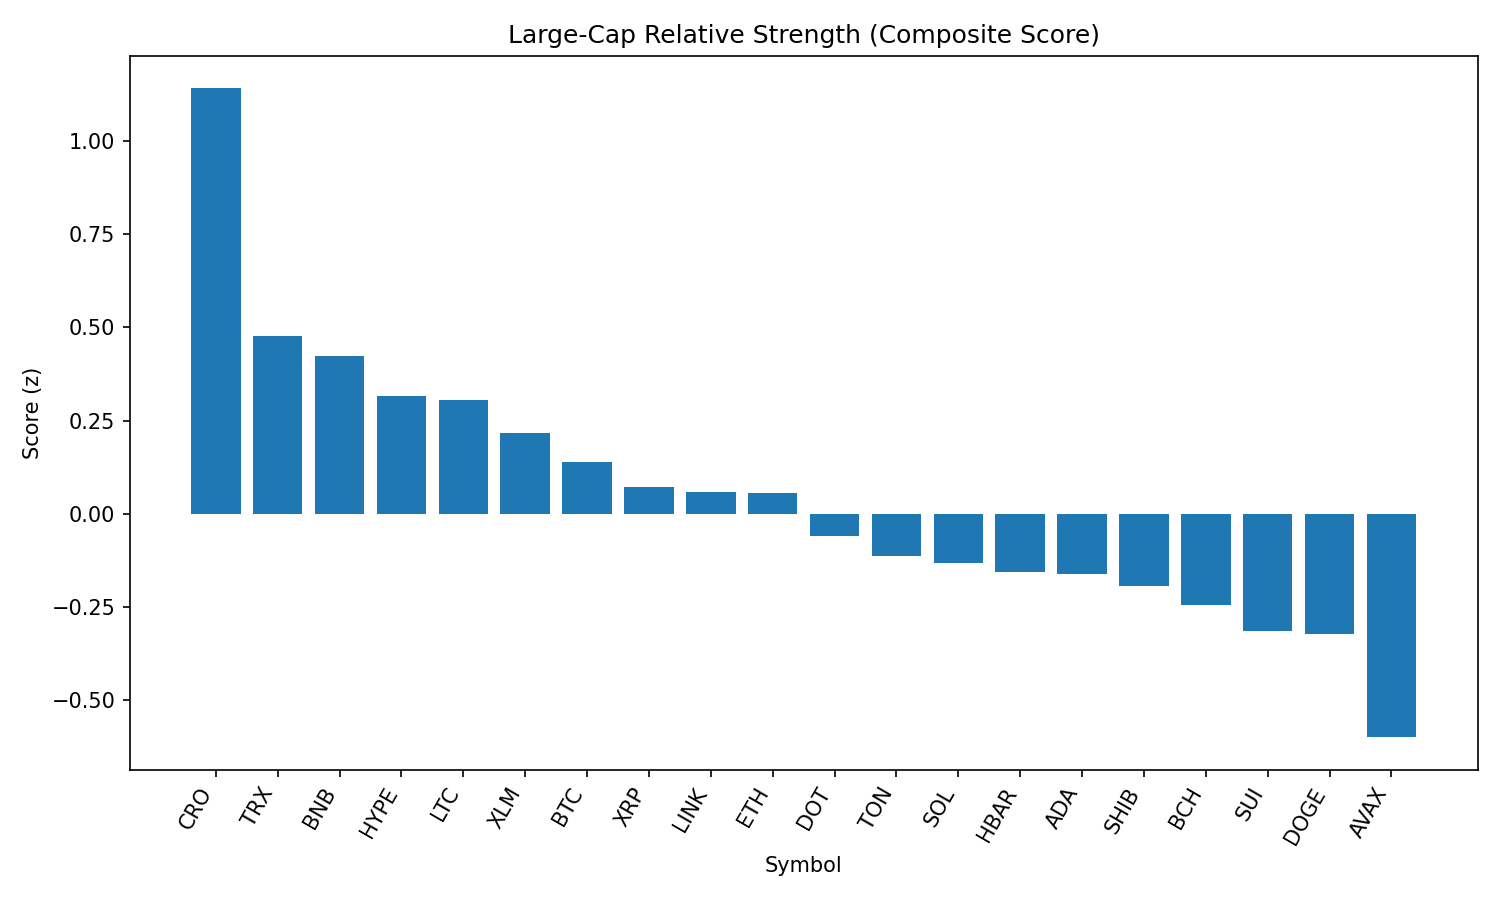 Large-Cap Relative Strength (Composite Score)
1.00
0.75
0.50
0.25
0.00
−0.25
−0.50
Score (z)
CRO
TRX
BNB
HYPE
LTC
XLM
BTC
XRP
LINK
ETH
DOT
TON
SOL
HBAR
ADA
SHIB
BCH
SUI
DOGE
AVAX
Symbol